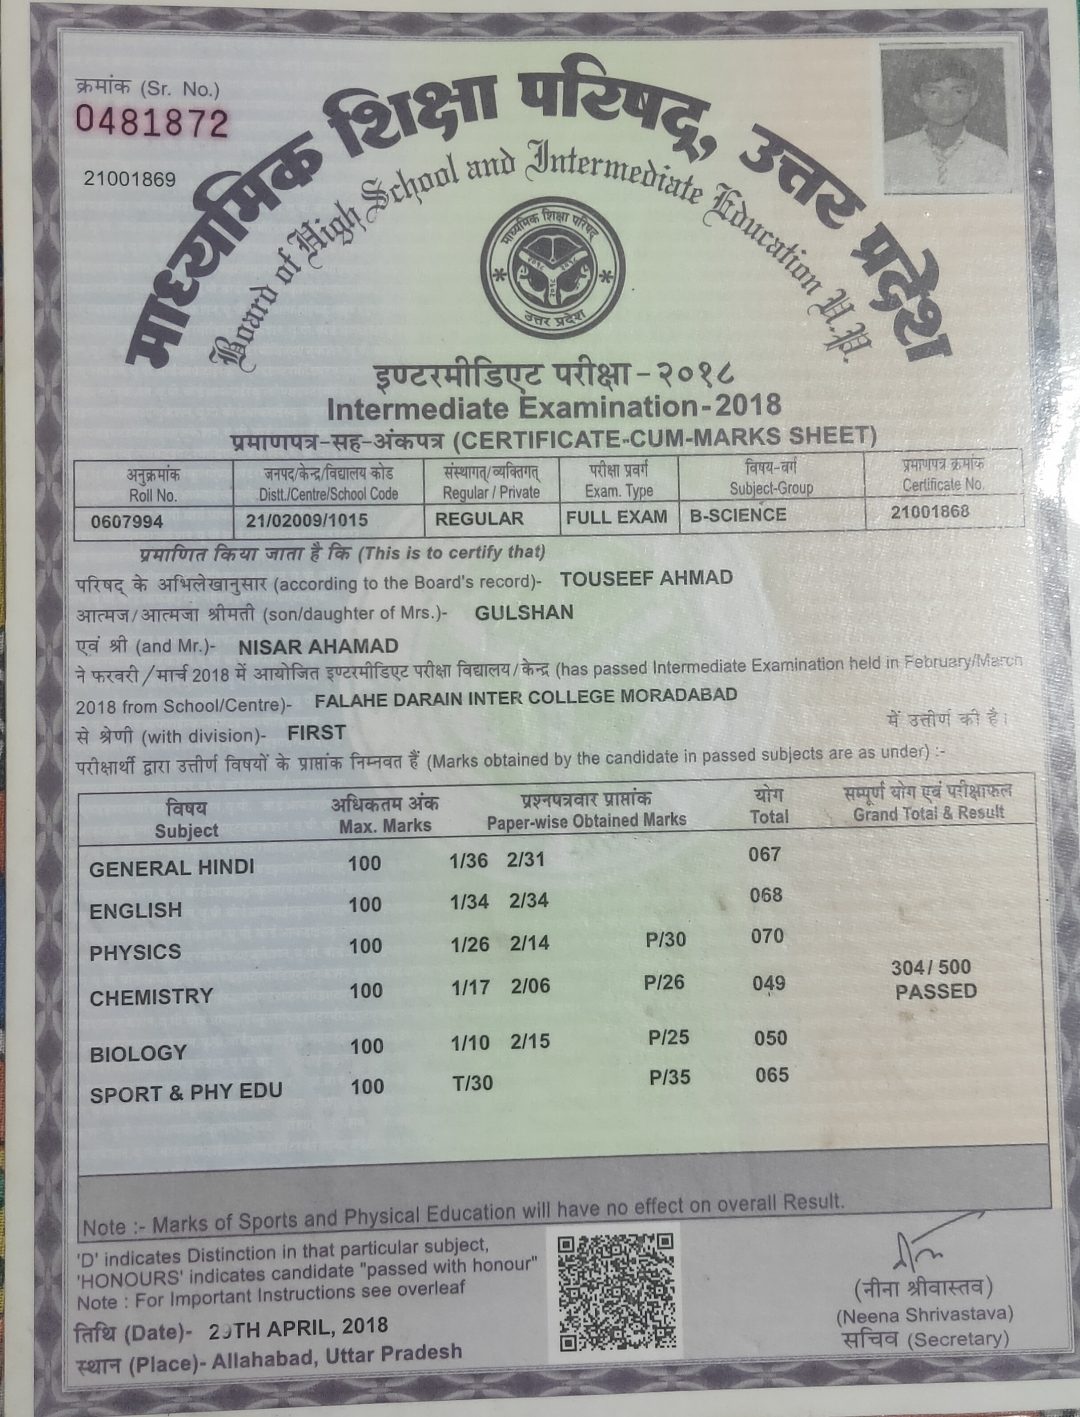 क्रमांक (Sr. No.)
0481872
21001869
माध्यमिक शिक्षा परिषद्, उत्तर प्रदेश
Board of High School and Intermediate Education U.P.
माध्यमिक शिक्षा परिषद्
उत्तर प्रदेश
इण्टरमीडिएट परीक्षा-२०१८
Intermediate Examination-2018
प्रमाणपत्र-सह-अंकपत्र (CERTIFICATE-CUM-MARKS SHEET)
अनुक्रमांक जनपद/केन्द्र/विद्यालय कोड संस्थागत/व्यक्तिगत् परीक्षा प्रवर्ग विषय-वर्ग प्रमाणपत्र क्रमांक
Roll No. Distt./Centre/School Code Regular / Private Exam. Type Subject-Group Certificate No.
0607994 21/02009/1015 REGULAR FULL EXAM B-SCIENCE 21001868
प्रमाणित किया जाता है कि (This is to certify that)
परिषद् के अभिलेखानुसार (according to the Board's record)- TOUSEEF AHMAD
आत्मज/आत्मजा श्रीमती (son/daughter of Mrs.)- GULSHAN
एवं श्री (and Mr.)- NISAR AHAMAD
ने फरवरी/मार्च 2018 में आयोजित इण्टरमीडिएट परीक्षा विद्यालय/केन्द्र (has passed Intermediate Examination held in February/March
2018 from School/Centre)- FALAHE DARAIN INTER COLLEGE MORADABAD
से श्रेणी (with division)- FIRST में उत्तीर्ण की है।
परीक्षार्थी द्वारा उत्तीर्ण विषयों के प्राप्तांक निम्नवत हैं (Marks obtained by the candidate in passed subjects are as under) :-
विषय अधिकतम अंक प्रश्नपत्रवार प्राप्तांक योग सम्पूर्ण योग एवं परीक्षाफल
Subject Max. Marks Paper-wise Obtained Marks Total Grand Total & Result
GENERAL HINDI 100 1/36 2/31 067
ENGLISH 100 1/34 2/34 068
PHYSICS 100 1/26 2/14 P/30 070
304/ 500
CHEMISTRY 100 1/17 2/06 P/26 049 PASSED
BIOLOGY 100 1/10 2/15 P/25 050
SPORT & PHY EDU 100 T/30 P/35 065
Note :- Marks of Sports and Physical Education will have no effect on overall Result.
'D' indicates Distinction in that particular subject,
'HONOURS' indicates candidate "passed with honour"
Note : For Important Instructions see overleaf
तिथि (Date)- TH APRIL, 2018
स्थान (Place)- Allahabad, Uttar Pradesh
(नीना श्रीवास्तव)
(Neena Shrivastava)
सचिव (Secretary)